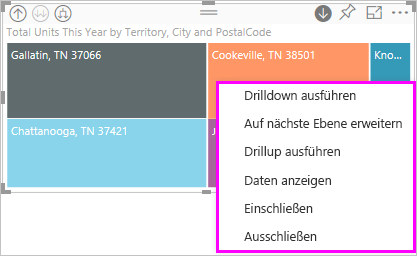 Total Units This Year by Territory, City and PostalCode
Gallatin, TN 37066
Cookeville, TN 38501
Kno...
Chattanooga, TN 37421
J
Drilldown ausführen
Auf nächste Ebene erweitern
Drillup ausführen
Daten anzeigen
Einschließen
Ausschließen